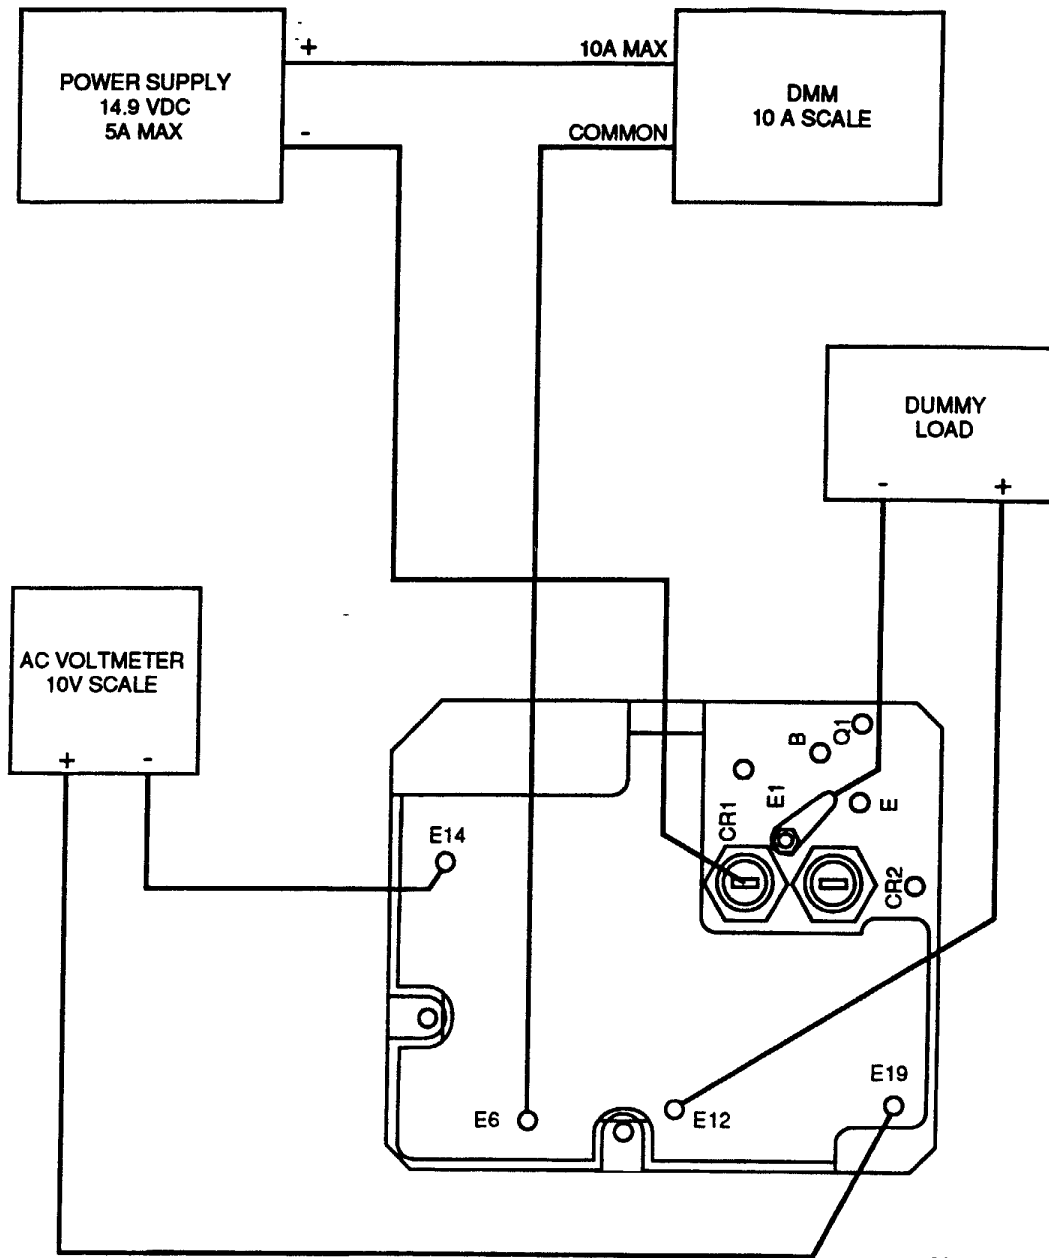 +
10A MAX
POWER SUPPLY
14.9 VDC
5A MAX
DMM
10 A SCALE
-
COMMON
DUMMY
LOAD
-
+
AC VOLTMETER
10V SCALE
+
-
Q1
B
E1
E
CR1
E14
CR2
E19
E6
E12